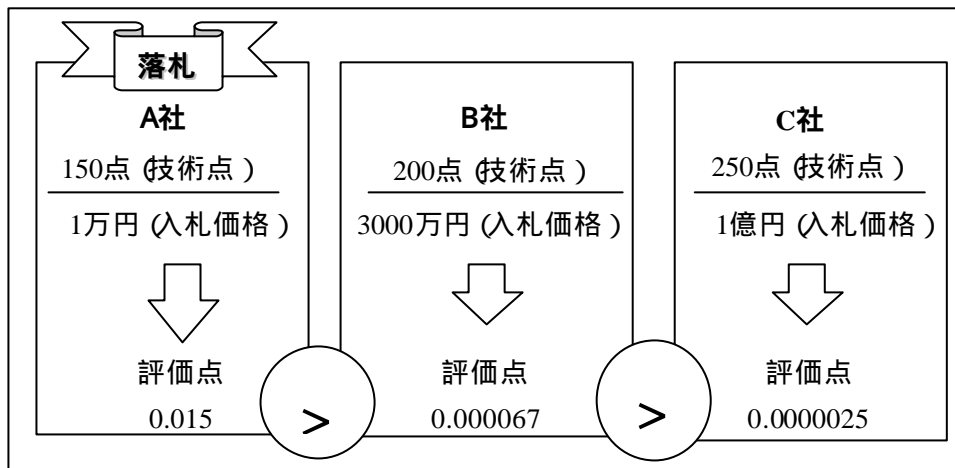 落札
A社
150点(技術点)
1万円(入札価格)
評価点
0.015
>
B社
200点(技術点)
3000万円(入札価格)
評価点
0.000067
>
C社
250点(技術点)
1億円(入札価格)
評価点
0.0000025